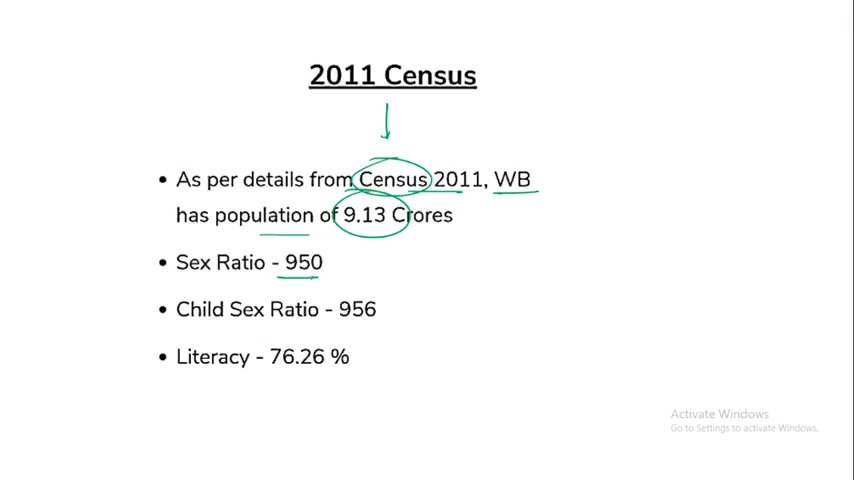 2011 Census
• As per details from Census 2011, WB
has population of 9.13 Crores
• Sex Ratio - 950
• Child Sex Ratio - 956
• Literacy - 76.26 %
Activate Windows
Go to Settings to activate Windows.